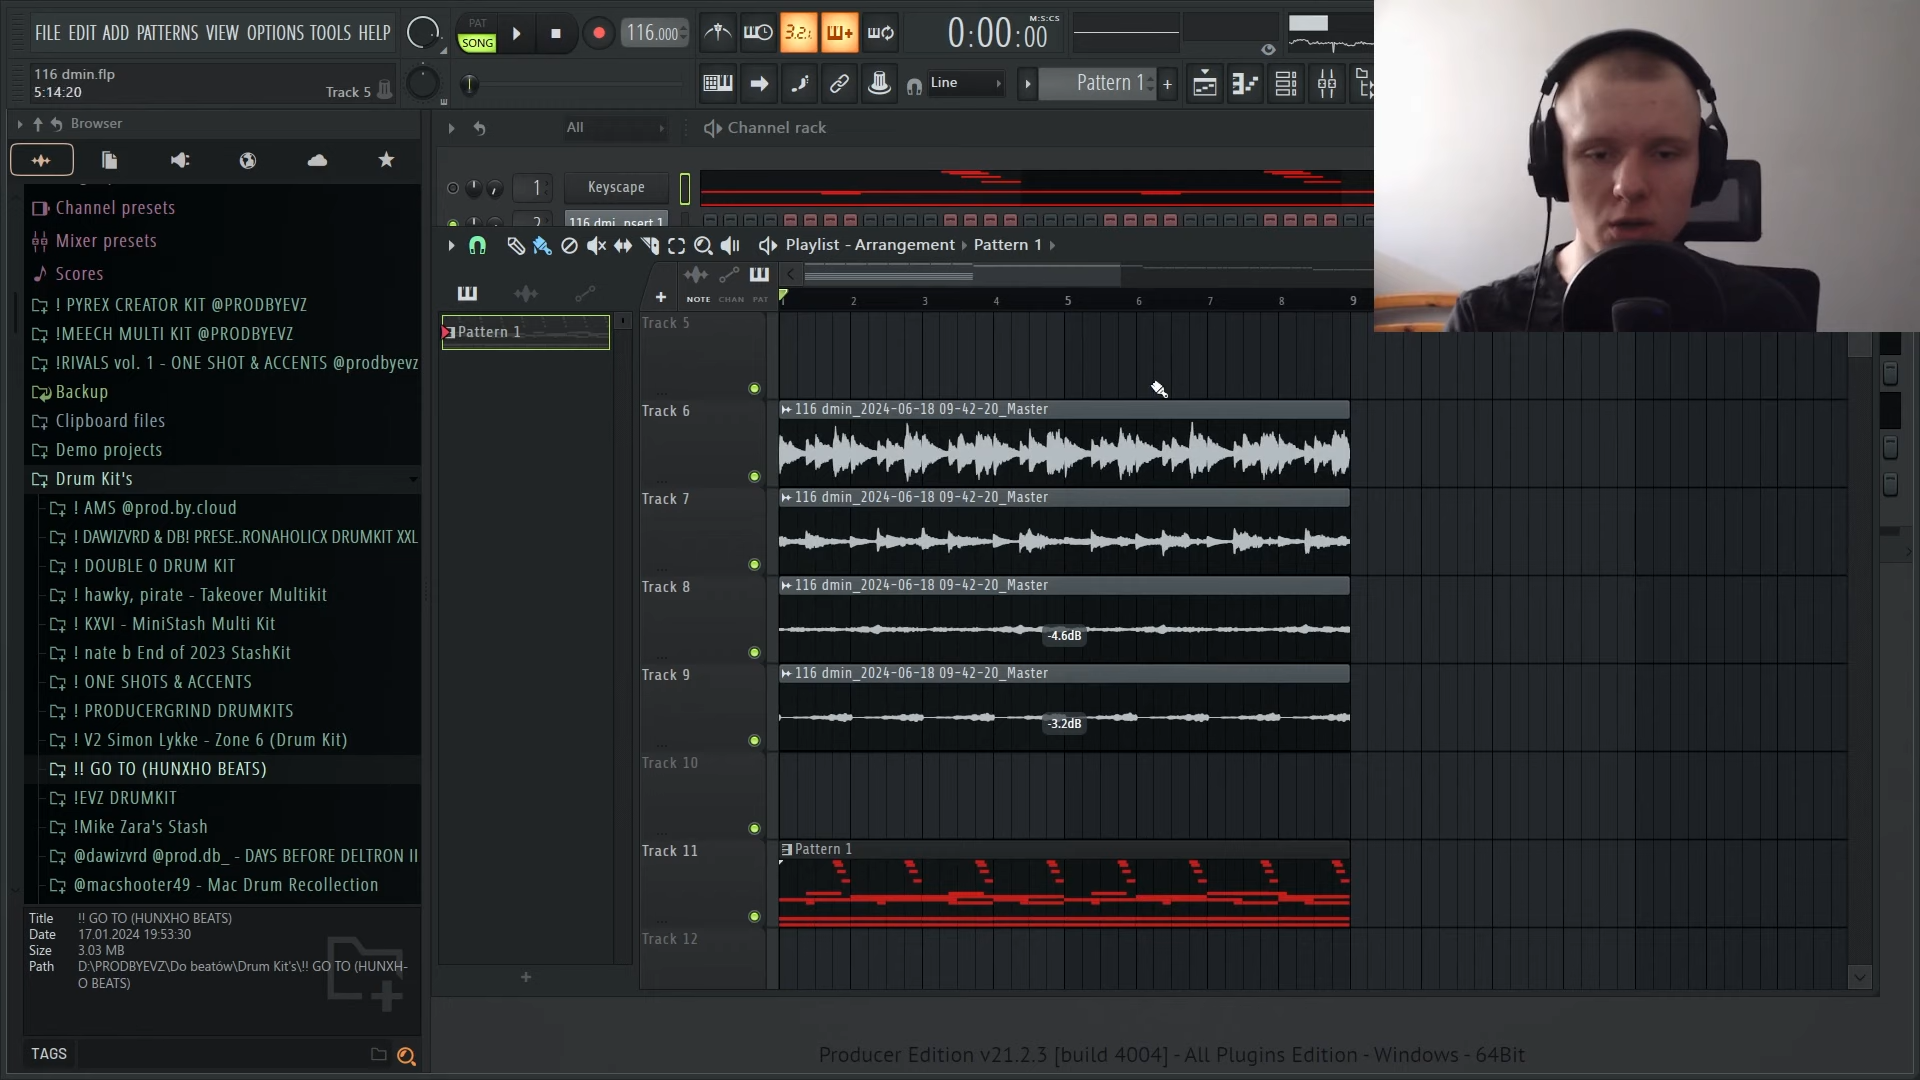 FILE EDIT ADD PATTERNS VIEW OPTIONS TOOLS HELP
PAT
SONG
116.000
3.2.
0:00:00
M:S:CS
116 dmin.flp
5:14:20
Track 5
Line
Pattern 1
Browser
All
Channel rack
1
Keyscape
2
Channel presets
Mixer presets
Scores
! PYREX CREATOR KIT @PRODBYEVZ
!MEECH MULTI KIT @PRODBYEVZ
!RIVALS vol. 1 - ONE SHOT & ACCENTS @prodbyevz
Backup
Clipboard files
Demo projects
Drum Kit's
! AMS @prod.by.cloud
! DAWIZVRD & DB! PRESE..RONAHOLICX DRUMKIT XXL
! DOUBLE 0 DRUM KIT
! hawky, pirate - Takeover Multikit
! KXVI - MiniStash Multi Kit
! nate b End of 2023 StashKit
! ONE SHOTS & ACCENTS
! PRODUCERGRIND DRUMKITS
! V2 Simon Lykke - Zone 6 (Drum Kit)
!! GO TO (HUNXHO BEATS)
!EVZ DRUMKIT
!Mike Zara's Stash
@dawizvrd @prod.db_ - DAYS BEFORE DELTRON II
@macshooter49 - Mac Drum Recollection
Title !! GO TO (HUNXHO BEATS)
Date 17.01.2024 19:53:30
Size 3.03 MB
Path D:\PRODBYEVZ\Do beatów\Drum Kit's\!! GO TO (HUNXH-
O BEATS)
TAGS
Playlist - Arrangement › Pattern 1
NOTE CHAN PAT
2 3 4 5 6 7 8 9
Pattern 1
Track 5
Track 6
116 dmin_2024-06-18 09-42-20_Master
Track 7
116 dmin_2024-06-18 09-42-20_Master
Track 8
116 dmin_2024-06-18 09-42-20_Master
-4.6dB
Track 9
116 dmin_2024-06-18 09-42-20_Master
-3.2dB
Track 10
Track 11
Pattern 1
Track 12
Producer Edition v21.2.3 [build 4004] - All Plugins Edition - Windows - 64Bit